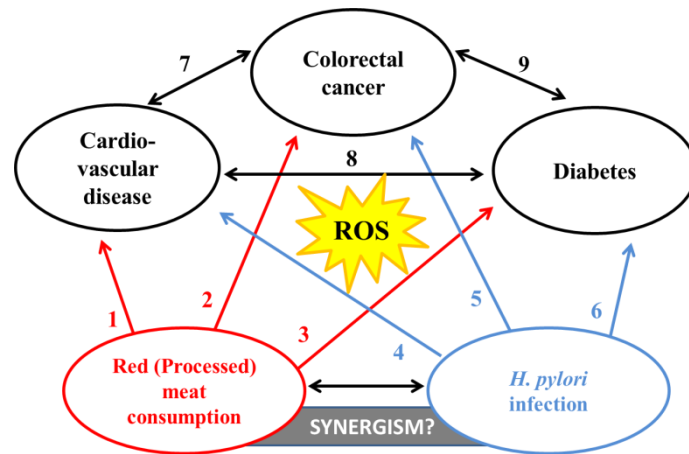 7
Colorectal
cancer
9
Cardio-
vascular
disease
8
Diabetes
ROS
1
2
3
4
5
6
Red (Processed)
meat
consumption
H. pylori
infection
SYNERGISM?